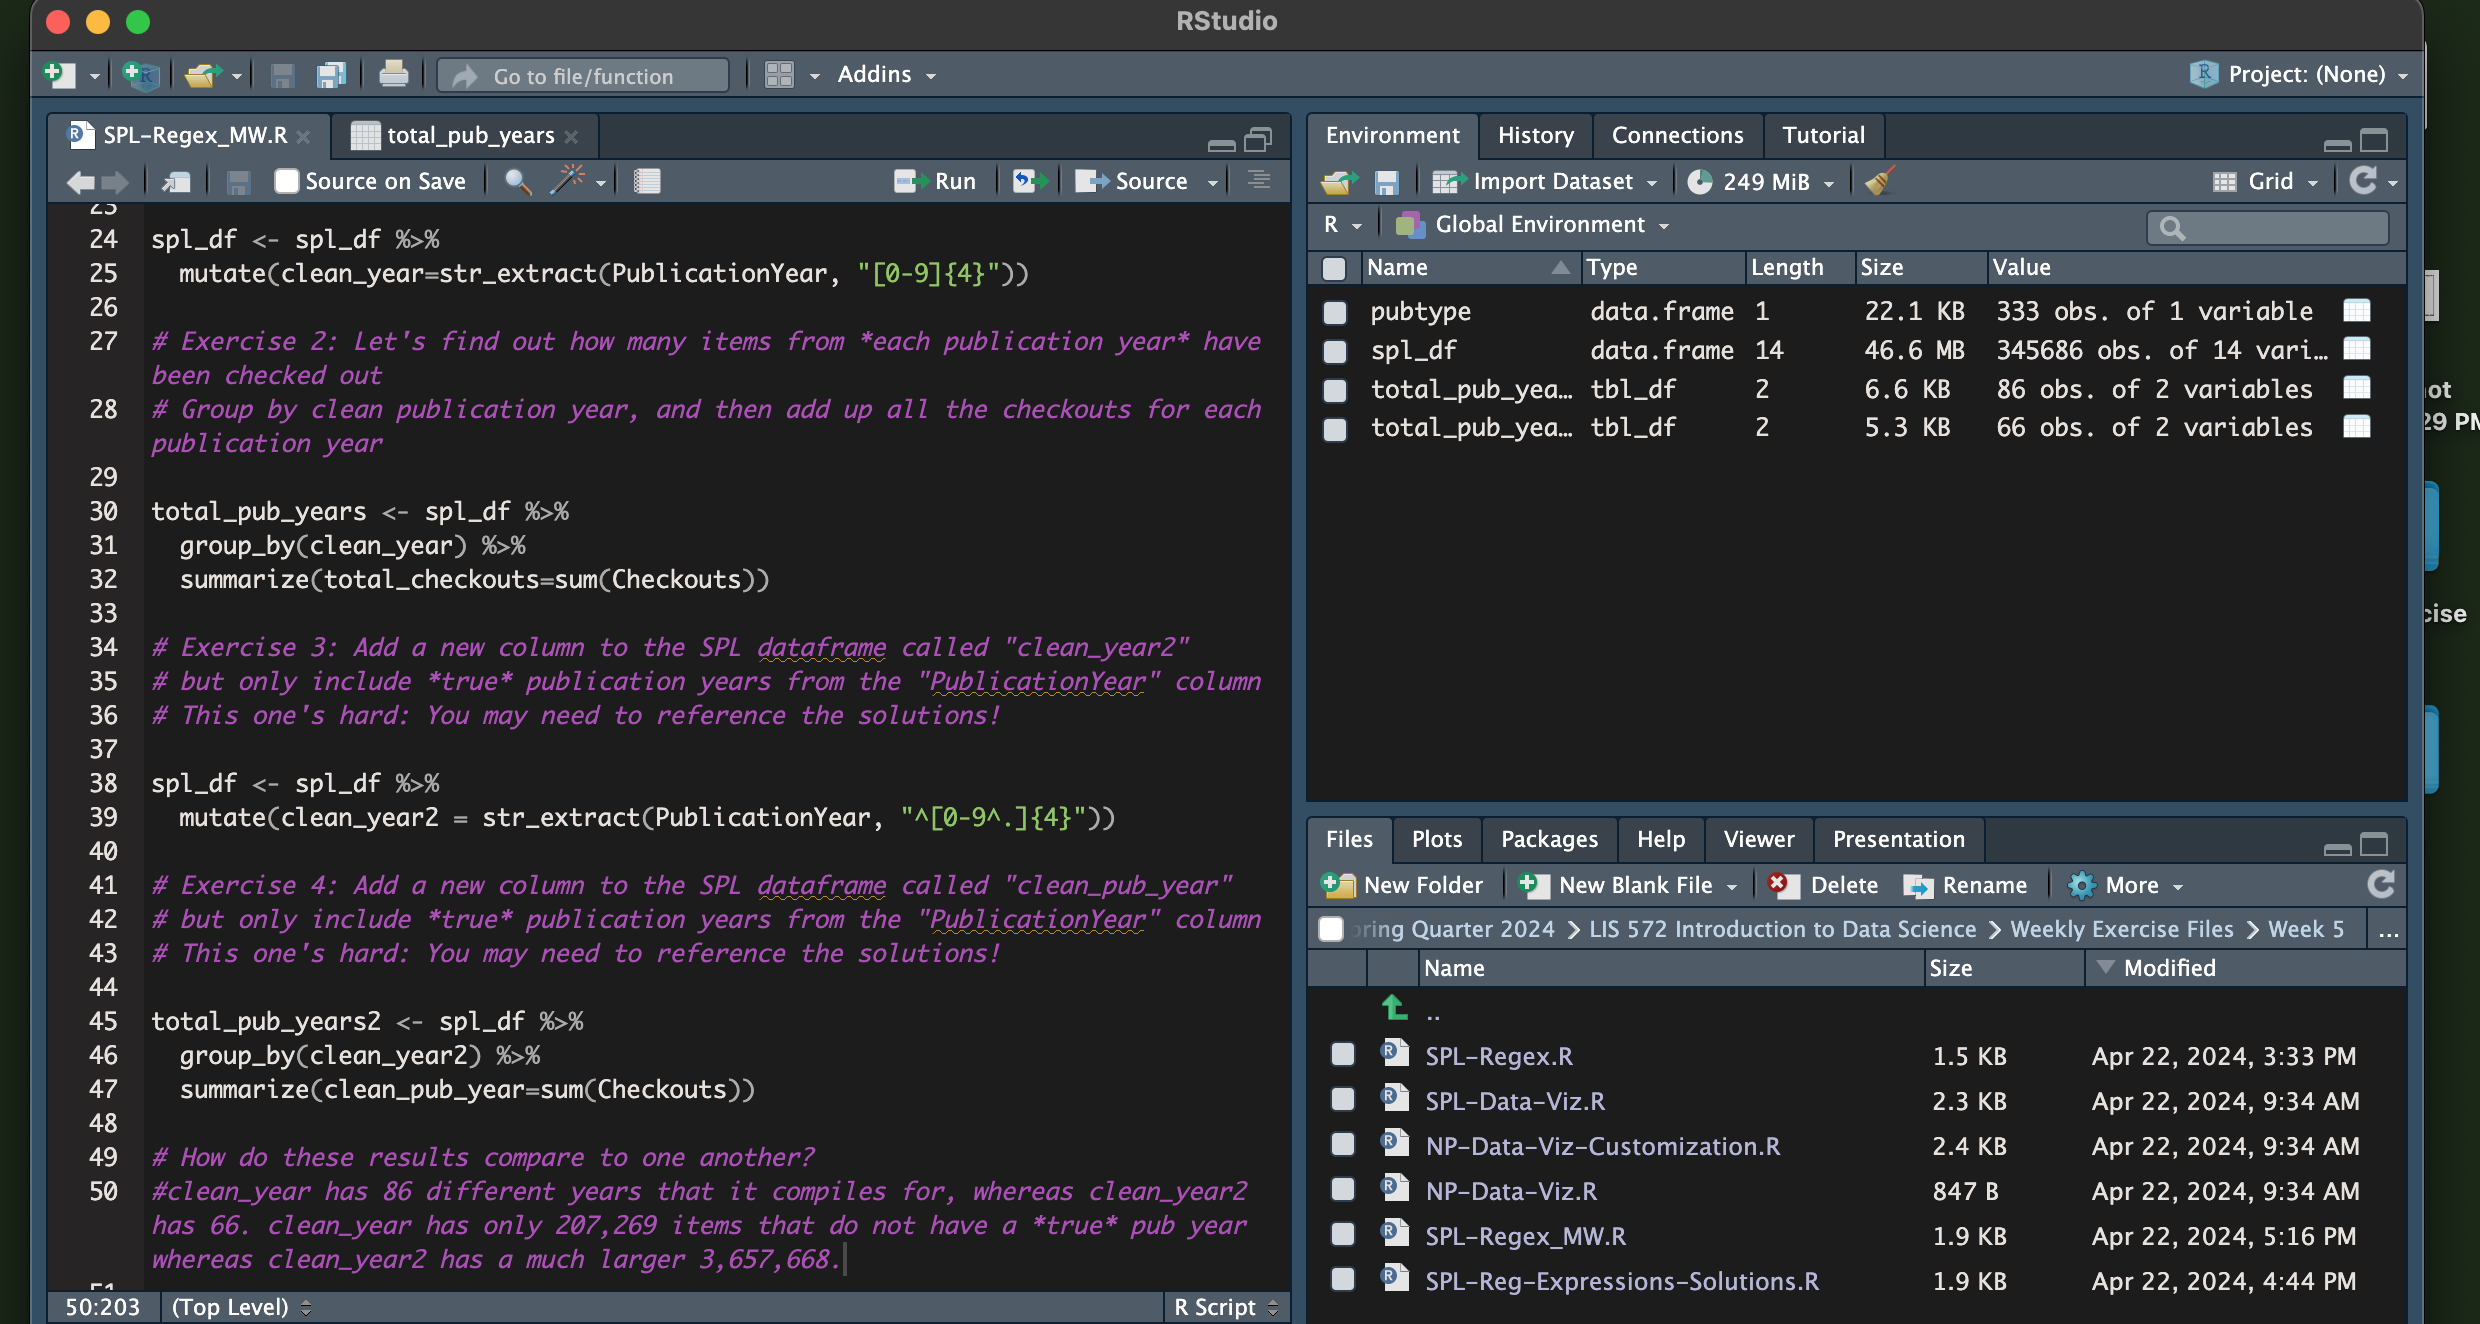 RStudio
Go to file/function
Addins
Project: (None)
SPL-Regex_MW.R
total_pub_years
Source on Save
Run
Source
23
24 spl_df <- spl_df %>%
25 mutate(clean_year=str_extract(PublicationYear, "[0-9]{4}"))
26
27 # Exercise 2: Let's find out how many items from *each publication year* have
been checked out
28 # Group by clean publication year, and then add up all the checkouts for each
publication year
29
30 total_pub_years <- spl_df %>%
31 group_by(clean_year) %>%
32 summarize(total_checkouts=sum(Checkouts))
33
34 # Exercise 3: Add a new column to the SPL dataframe called "clean_year2"
35 # but only include *true* publication years from the "PublicationYear" column
36 # This one's hard: You may need to reference the solutions!
37
38 spl_df <- spl_df %>%
39 mutate(clean_year2 = str_extract(PublicationYear, "^[0-9^.]{4}"))
40
41 # Exercise 4: Add a new column to the SPL dataframe called "clean_pub_year"
42 # but only include *true* publication years from the "PublicationYear" column
43 # This one's hard: You may need to reference the solutions!
44
45 total_pub_years2 <- spl_df %>%
46 group_by(clean_year2) %>%
47 summarize(clean_pub_year=sum(Checkouts))
48
49 # How do these results compare to one another?
50 #clean_year has 86 different years that it compiles for, whereas clean_year2
has 66. clean_year has only 207,269 items that do not have a *true* pub year
whereas clean_year2 has a much larger 3,657,668.
51
50:203 (Top Level) R Script
Environment History Connections Tutorial
Import Dataset 249 MiB Grid
R Global Environment
Name Type Length Size Value
pubtype data.frame 1 22.1 KB 333 obs. of 1 variable
spl_df data.frame 14 46.6 MB 345686 obs. of 14 vari…
total_pub_yea… tbl_df 2 6.6 KB 86 obs. of 2 variables
total_pub_yea… tbl_df 2 5.3 KB 66 obs. of 2 variables
Files Plots Packages Help Viewer Presentation
New Folder New Blank File Delete Rename More
pring Quarter 2024 > LIS 572 Introduction to Data Science > Weekly Exercise Files > Week 5 ...
Name Size Modified
..
SPL-Regex.R 1.5 KB Apr 22, 2024, 3:33 PM
SPL-Data-Viz.R 2.3 KB Apr 22, 2024, 9:34 AM
NP-Data-Viz-Customization.R 2.4 KB Apr 22, 2024, 9:34 AM
NP-Data-Viz.R 847 B Apr 22, 2024, 9:34 AM
SPL-Regex_MW.R 1.9 KB Apr 22, 2024, 5:16 PM
SPL-Reg-Expressions-Solutions.R 1.9 KB Apr 22, 2024, 4:44 PM
ot
29 PM
cise